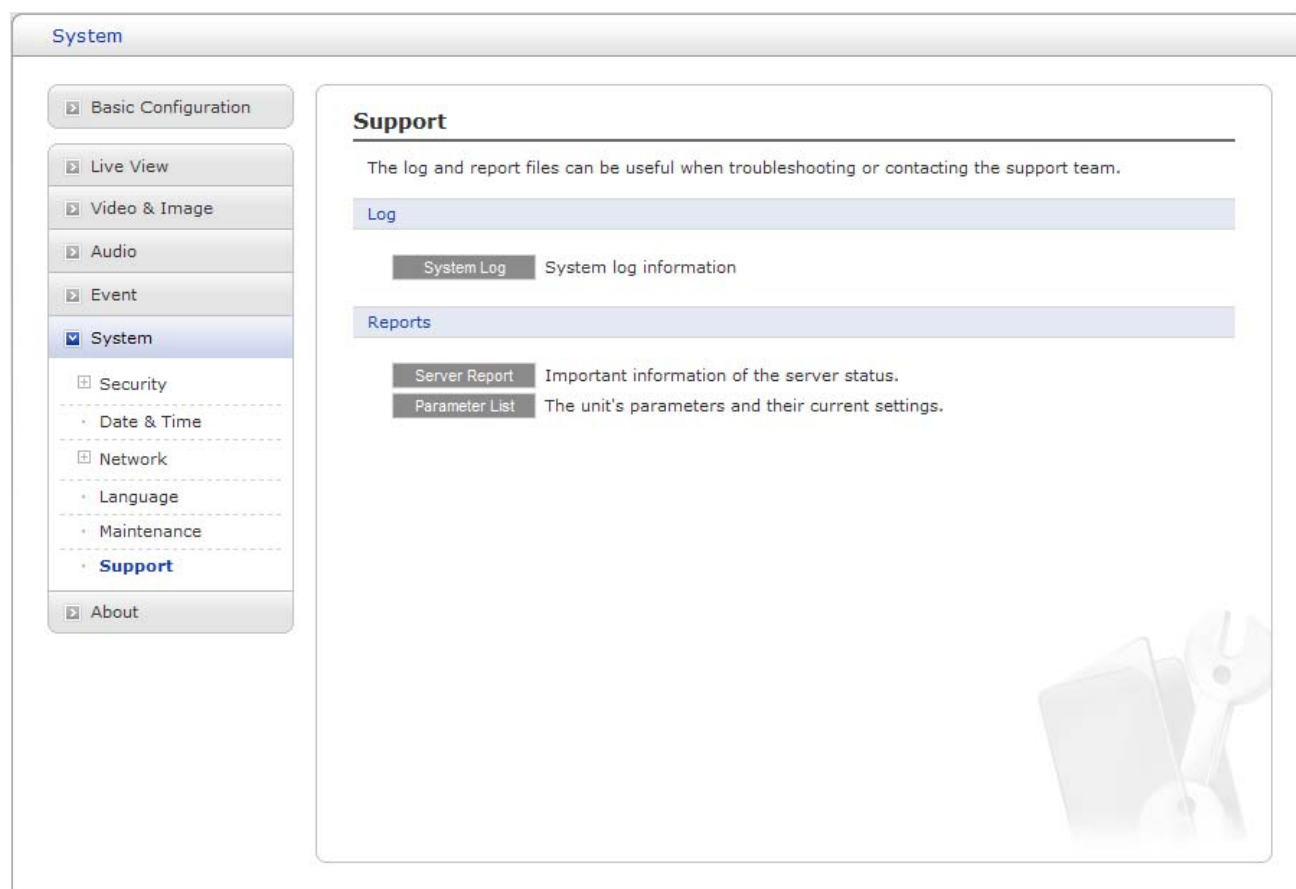 System
Basic Configuration
Live View
Video & Image
Audio
Event
System
Security
Date & Time
Network
Language
Maintenance
Support
About
Support
The log and report files can be useful when troubleshooting or contacting the support team.
Log
System Log System log information
Reports
Server Report Important information of the server status.
Parameter List The unit's parameters and their current settings.